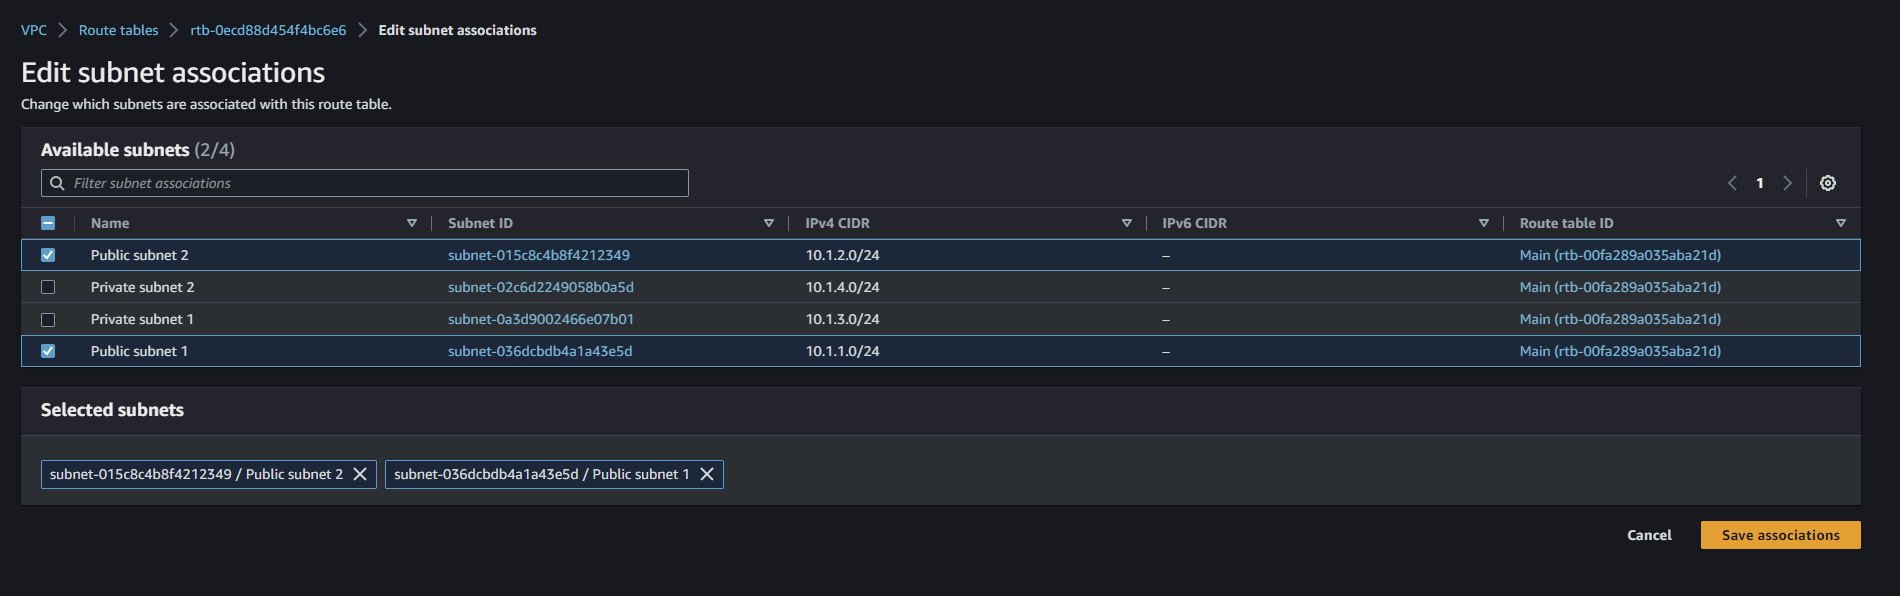 VPC > Route tables > rtb-0ecd88d454f4bc6e6 > Edit subnet associations
Edit subnet associations
Change which subnets are associated with this route table.
Available subnets (2/4)
Filter subnet associations
1
Name Subnet ID IPv4 CIDR IPv6 CIDR Route table ID
Public subnet 2 subnet-015c8c4b8f4212349 10.1.2.0/24 – Main (rtb-00fa289a035aba21d)
Private subnet 2 subnet-02c6d2249058b0a5d 10.1.4.0/24 – Main (rtb-00fa289a035aba21d)
Private subnet 1 subnet-0a3d9002466e07b01 10.1.3.0/24 – Main (rtb-00fa289a035aba21d)
Public subnet 1 subnet-036dcbdb4a1a43e5d 10.1.1.0/24 – Main (rtb-00fa289a035aba21d)
Selected subnets
subnet-015c8c4b8f4212349 / Public subnet 2 subnet-036dcbdb4a1a43e5d / Public subnet 1
Cancel Save associations